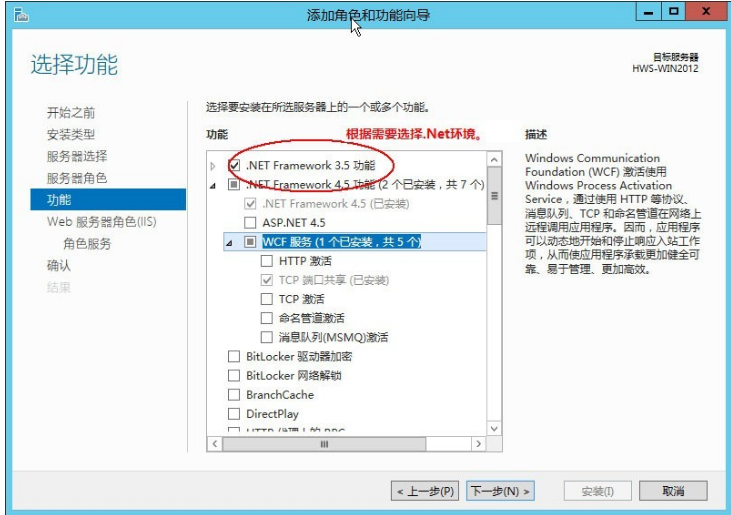 添加角色和功能向导
选择功能
目标服务器
HWS-WIN2012
开始之前
安装类型
服务器选择
服务器角色
功能
Web 服务器角色(IIS)
角色服务
确认
结果
选择要安装在所选服务器上的一个或多个功能。
功能
根据需要选择.Net环境。
.NET Framework 3.5 功能
.NET Framework 4.5 功能 (2 个已安装，共 7 个)
.NET Framework 4.5 (已安装)
ASP.NET 4.5
WCF 服务 (1 个已安装，共 5 个)
HTTP 激活
TCP 端口共享 (已安装)
TCP 激活
命名管道激活
消息队列(MSMQ)激活
BitLocker 驱动器加密
BitLocker 网络解锁
BranchCache
DirectPlay
描述
Windows Communication
Foundation (WCF) 激活使用
Windows Process Activation
Service，通过使用 HTTP 等协议、
消息队列、TCP 和命名管道在网络上
远程调用应用程序。因而，应用程序
可以动态地开始和停止响应入站工作
项，从而使应用程序承载更加健全可
靠、易于管理、更加高效。
< 上一步(P)
下一步(N) >
安装(I)
取消